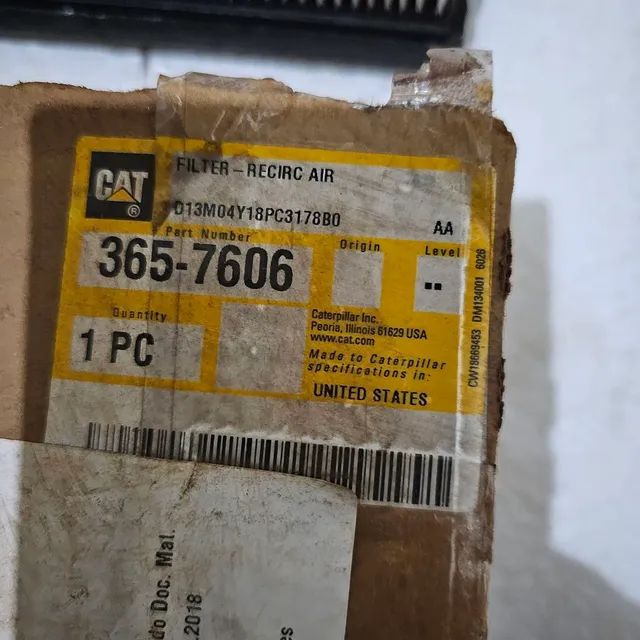 CAT
®
FILTER-RECIRC AIR
D13M04Y18PC3178B0
AA
Part Number
Origin
Level
365-7606
--
Quantity
1 PC
Caterpillar Inc.
Peoria, Illinois 61629 USA
www.cat.com
Made to Caterpillar
specifications in:
UNITED STATES
CW18669453 DM134001 6026
do Doc. Mat.
.2018